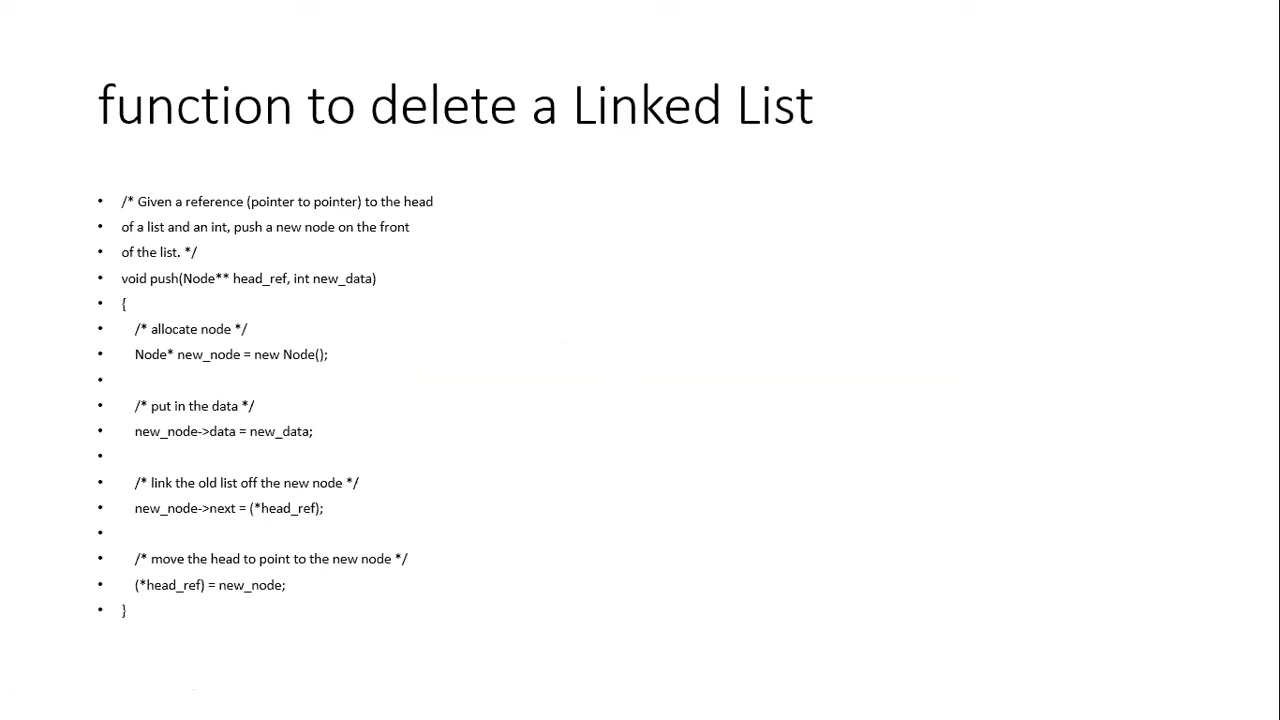 function to delete a Linked List
• /* Given a reference (pointer to pointer) to the head
• of a list and an int, push a new node on the front
• of the list. */
• void push(Node** head_ref, int new_data)
• {
•    /* allocate node */
•    Node* new_node = new Node();
•
•    /* put in the data */
•    new_node->data = new_data;
•
•    /* link the old list off the new node */
•    new_node->next = (*head_ref);
•
•    /* move the head to point to the new node */
•    (*head_ref) = new_node;
• }